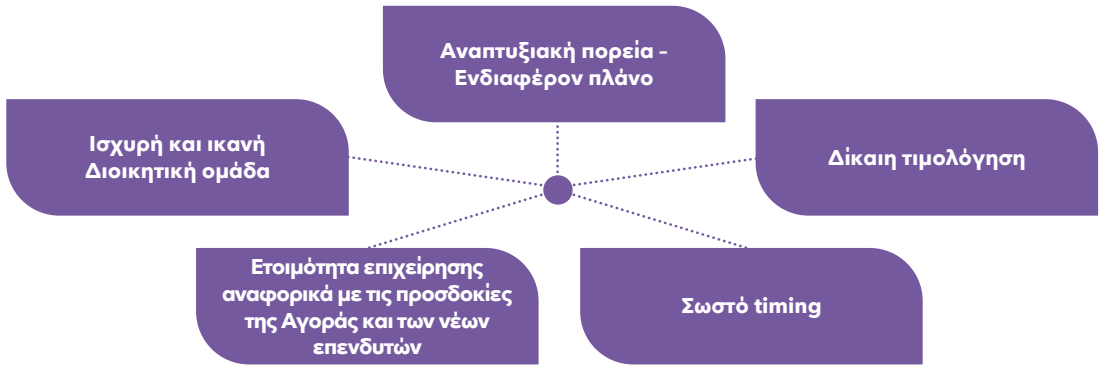 Αναπτυξιακή πορεία -
Ενδιαφέρον πλάνο
Ισχυρή και ικανή
Διοικητική ομάδα
Δίκαιη τιμολόγηση
Ετοιμότητα επιχείρησης
αναφορικά με τις προσδοκίες
της Αγοράς και των νέων
επενδυτών
Σωστό timing